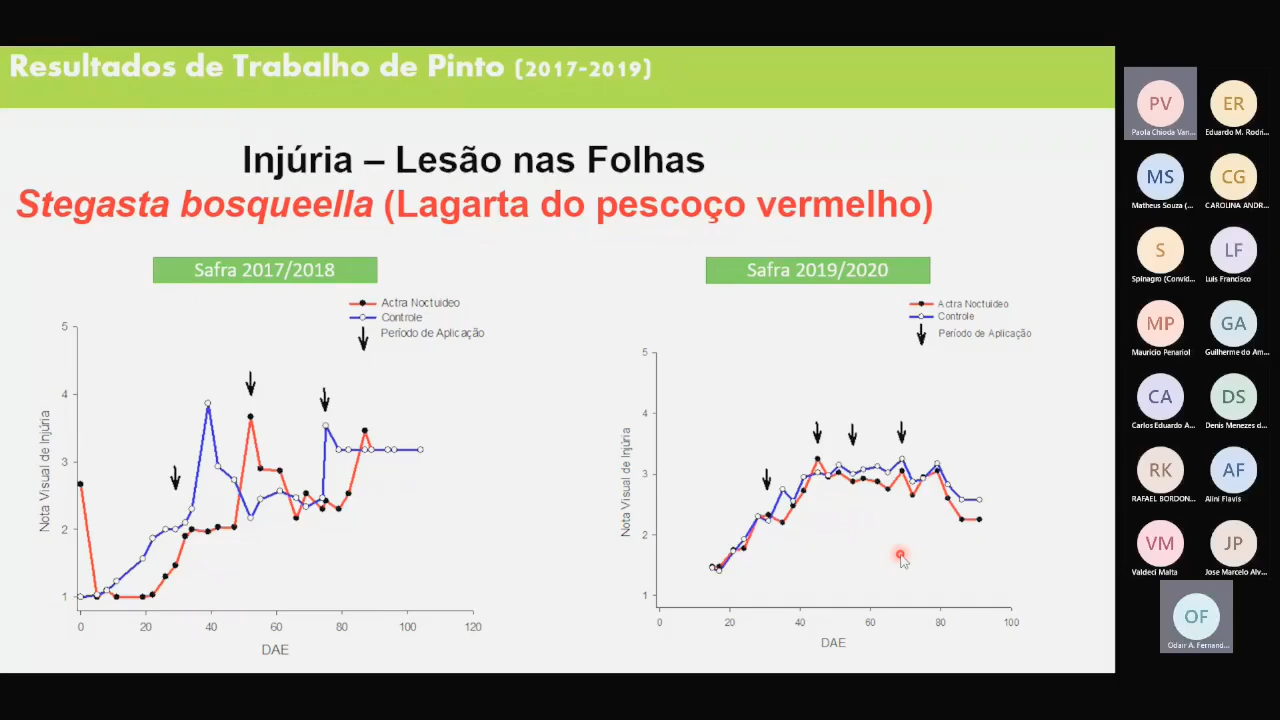 Resultados de Trabalho de Pinto (2017-2019)
Injúria – Lesão nas Folhas
Stegasta bosqueella (Lagarta do pescoço vermelho)
Safra 2017/2018
Actra Noctuideo
Controle
Período de Aplicação
5
4
3
2
1
Nota Visual de Injúria
0 20 40 60 80 100 120
DAE
Safra 2019/2020
Actra Noctuideo
Controle
Período de Aplicação
5
4
3
2
1
Nota Visual de Injúria
0 20 40 60 80 100
DAE
PV
Paola Chioda Van...
ER
Eduardo M. Rodri...
MS
Matheus Souza (...
CG
CAROLINA ANDR...
S
Spinagro (Convid...
LF
Luis Francisco
MP
Mauricio Penariol
GA
Guilherme do Am...
CA
Carlos Eduardo A...
DS
Denis Menezes d...
RK
RAFAEL BORDON...
AF
Alini Flavis
VM
Valdeci Malta
JP
Jose Marcelo Alv...
OF
Odair A. Fernand...